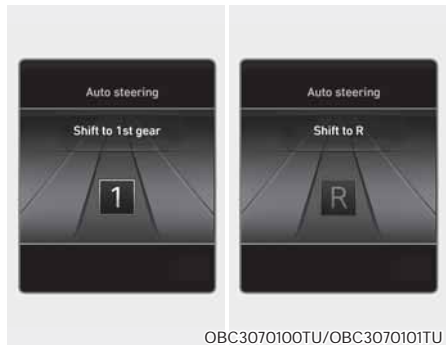 Auto steering
Shift to 1st gear
1
Auto steering
Shift to R
R
OBC3070100TU/OBC3070101TU